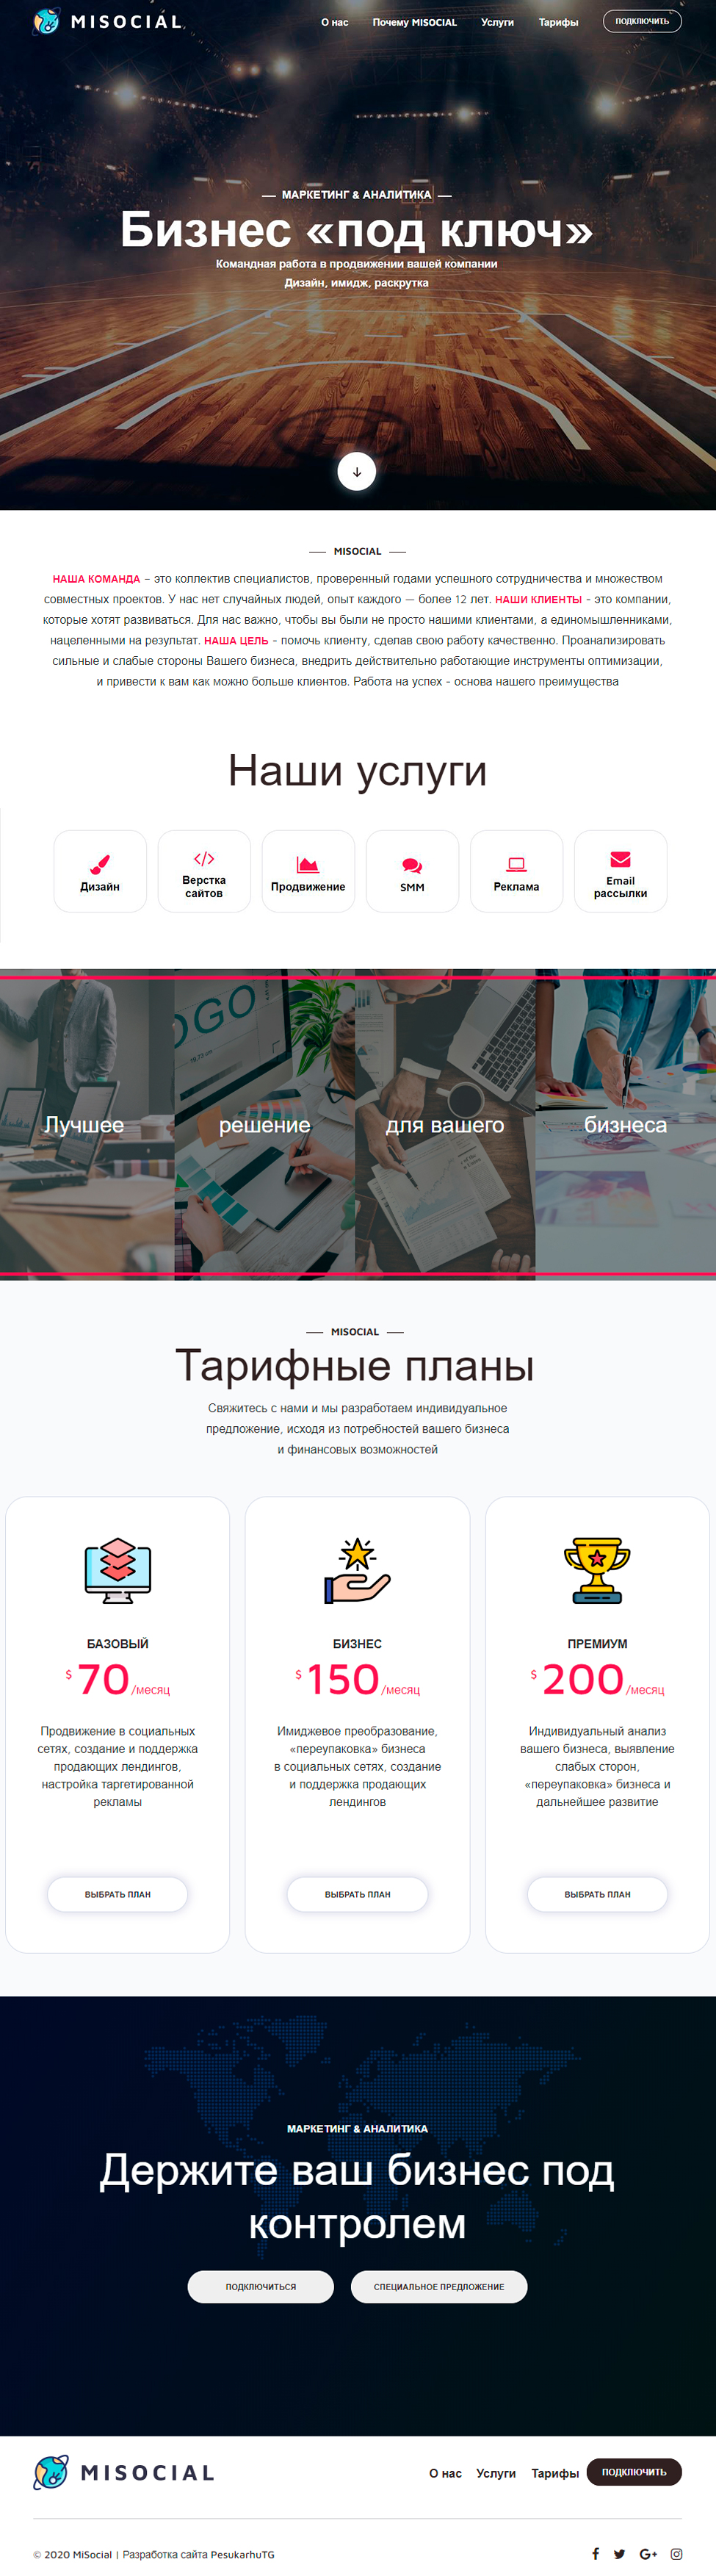 MISOCIAL
О нас Почему MISOCIAL Услуги Тарифы ПОДКЛЮЧИТЬ
МАРКЕТИНГ & АНАЛИТИКА
Бизнес «под ключ»
Командная работа в продвижении вашей компании
Дизайн, имидж, раскрутка
MISOCIAL
НАША КОМАНДА – это коллектив специалистов, проверенный годами успешного сотрудничества и множеством
совместных проектов. У нас нет случайных людей, опыт каждого — более 12 лет. НАШИ КЛИЕНТЫ - это компании,
которые хотят развиваться. Для нас важно, чтобы вы были не просто нашими клиентами, а единомышленниками,
нацеленными на результат. НАША ЦЕЛЬ - помочь клиенту, сделав свою работу качественно. Проанализировать
сильные и слабые стороны Вашего бизнеса, внедрить действительно работающие инструменты оптимизации,
и привести к вам как можно больше клиентов. Работа на успех - основа нашего преимущества
Наши услуги
Дизайн
Верстка
сайтов
Продвижение
SMM
Реклама
Email
рассылки
OGO
Лучшее решение для вашего бизнеса
MISOCIAL
Тарифные планы
Свяжитесь с нами и мы разработаем индивидуальное
предложение, исходя из потребностей вашего бизнеса
и финансовых возможностей
БАЗОВЫЙ
$ 70 /месяц
Продвижение в социальных
сетях, создание и поддержка
продающих лендингов,
настройка таргетированной
рекламы
ВЫБРАТЬ ПЛАН
БИЗНЕС
$ 150 /месяц
Имиджевое преобразование,
«переупаковка» бизнеса
в социальных сетях, создание
и поддержка продающих
лендингов
ВЫБРАТЬ ПЛАН
ПРЕМИУМ
$ 200 /месяц
Индивидуальный анализ
вашего бизнеса, выявление
слабых сторон,
«переупаковка» бизнеса и
дальнейшее развитие
ВЫБРАТЬ ПЛАН
МАРКЕТИНГ & АНАЛИТИКА
Держите ваш бизнес под
контролем
ПОДКЛЮЧИТЬСЯ СПЕЦИАЛЬНОЕ ПРЕДЛОЖЕНИЕ
MISOCIAL
О нас Услуги Тарифы ПОДКЛЮЧИТЬ
© 2020 MiSocial | Разработка сайта PesukarhuTG